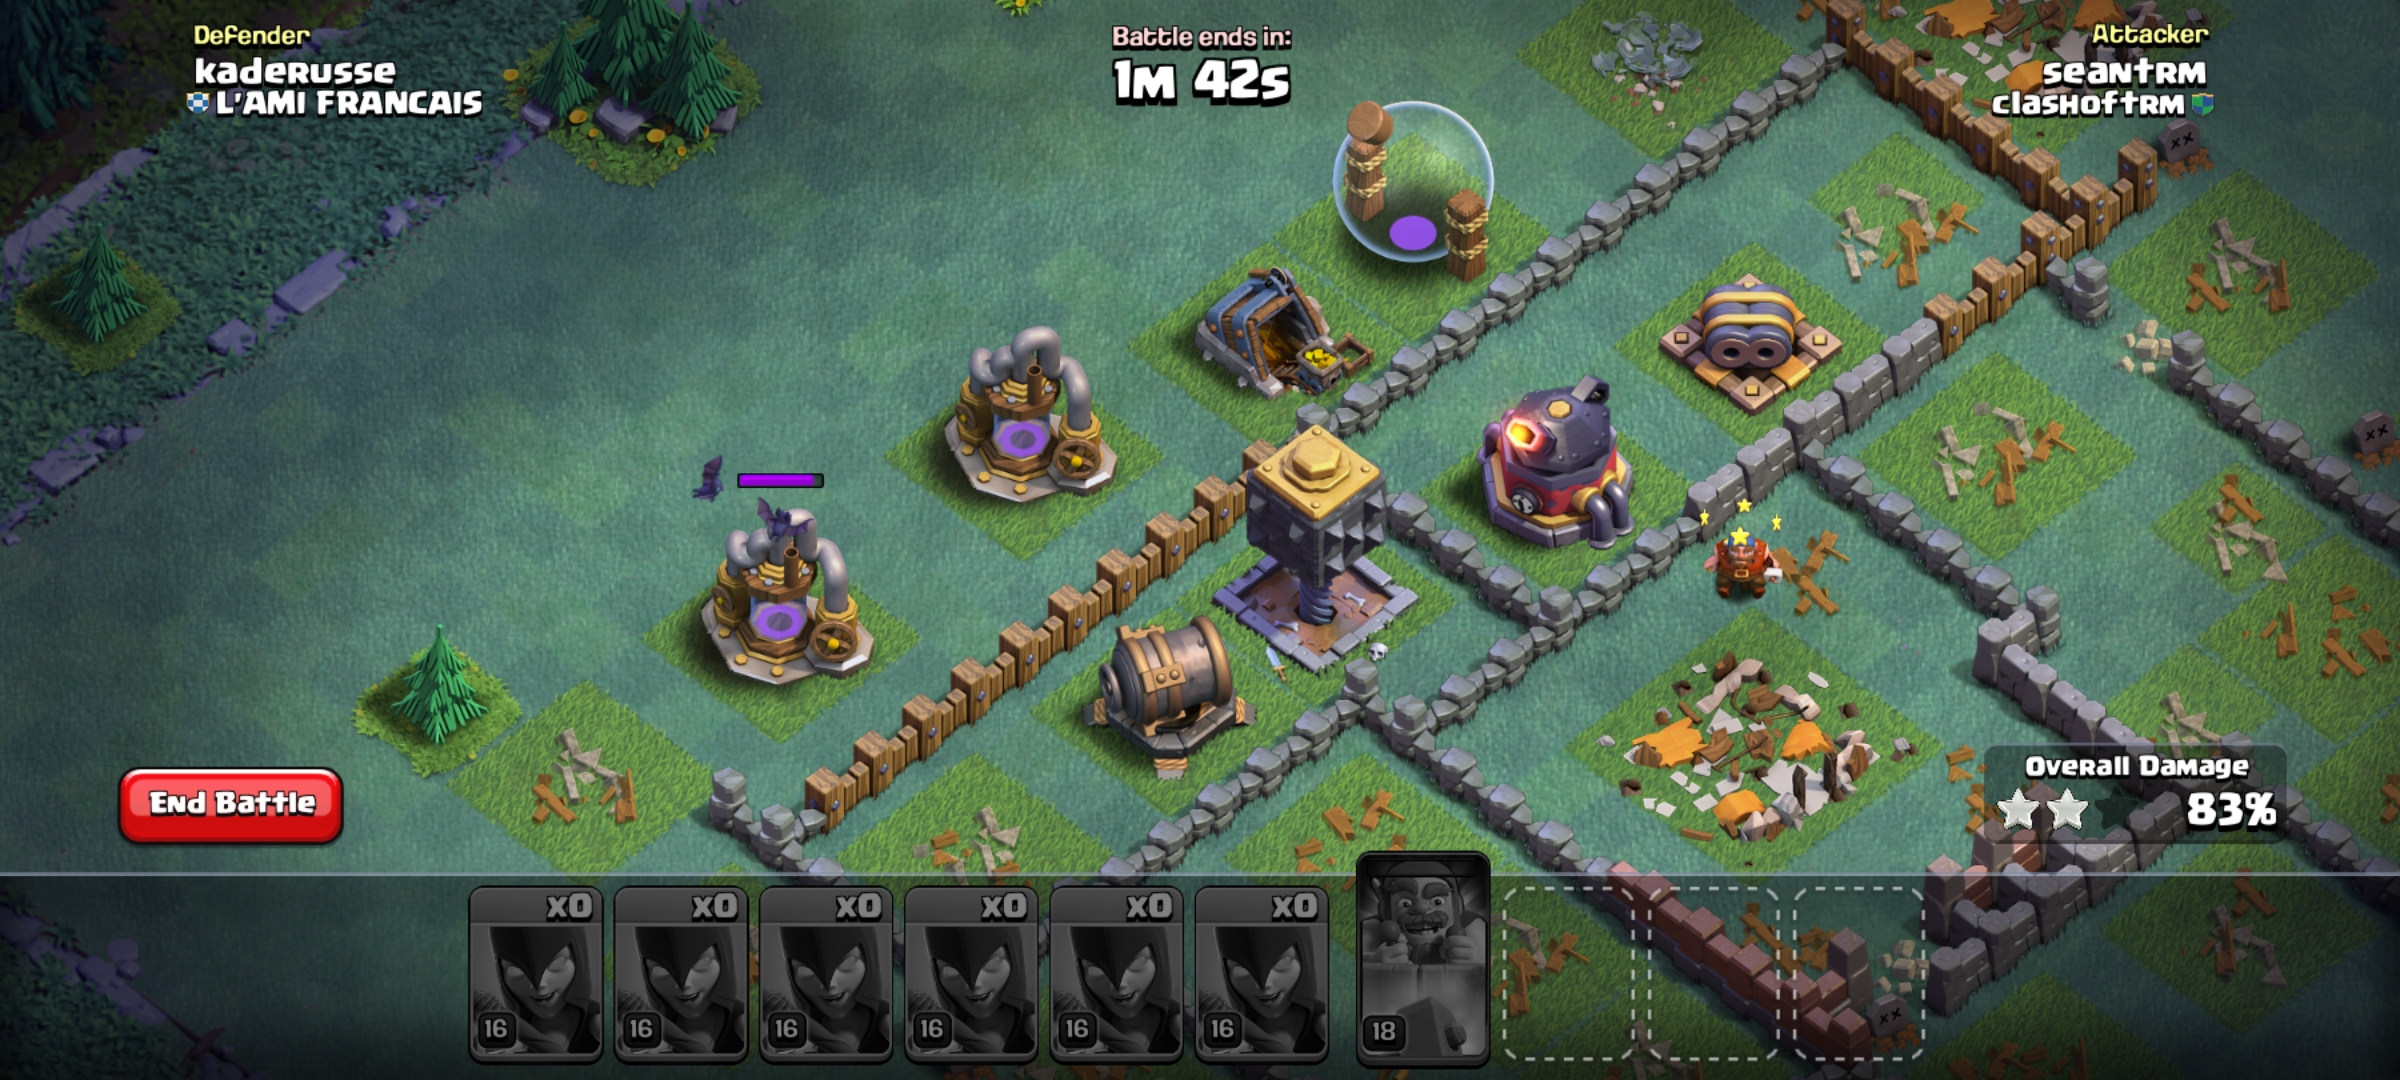 Defender
kaderusse
L'AMI FRANCAIS
Battle ends in:
1M 42s
Attacker
seantrm
clashoftrm
End Battle
Overall Damage
83%
x0
x0
x0
x0
x0
x0
16
16
16
16
16
16
18